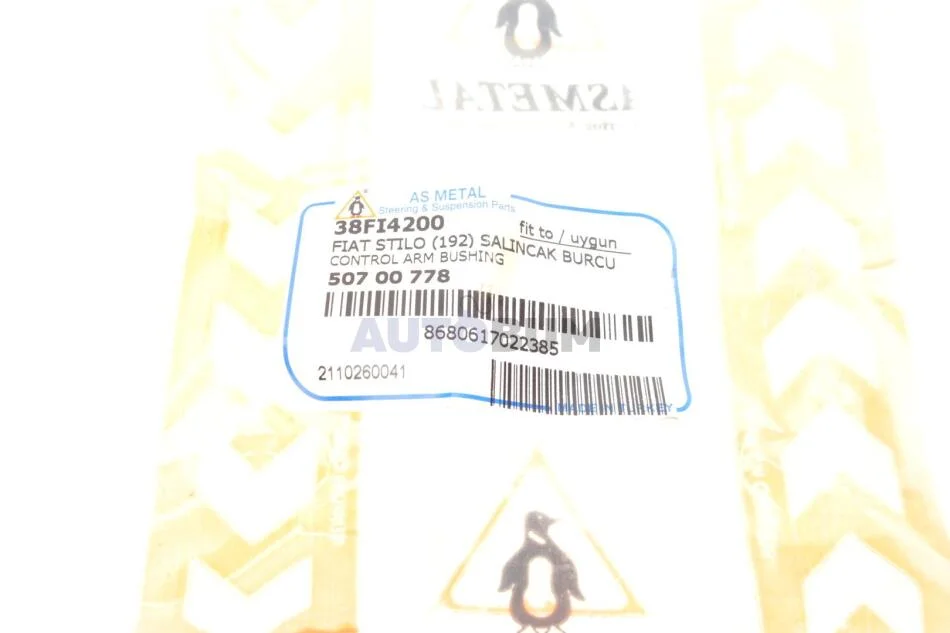 ASMETAL
AS METAL
Steering & Suspension Parts
38FI4200
fit to / uygun
FIAT STILO (192) SALINCAK BURCU
CONTROL ARM BUSHING
507 00 778
AUTOBUM
8680617022385
2110260041
MADE IN TURKEY